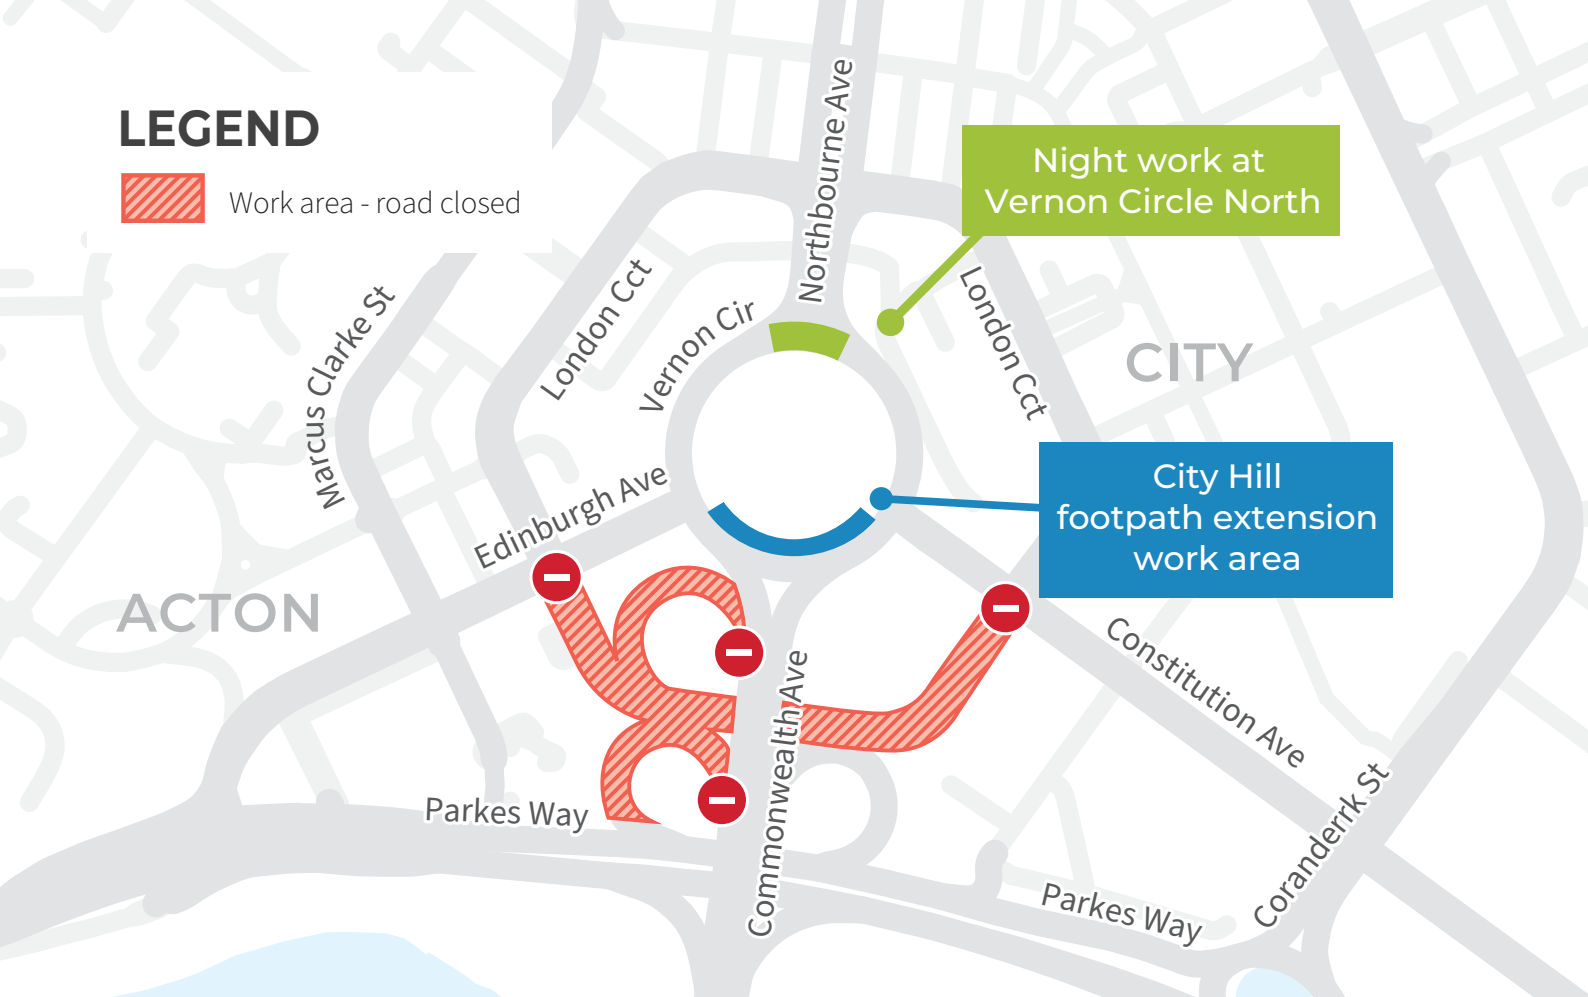 LEGEND
Work area - road closed
Northbourne Ave
Night work at
Vernon Circle North
London Cct
Vernon Cir
London Cct
Marcus Clarke St
CITY
City Hill
footpath extension
work area
Edinburgh Ave
ACTON
Constitution Ave
Commonwealth Ave
Parkes Way
Coranderrk St
Parkes Way